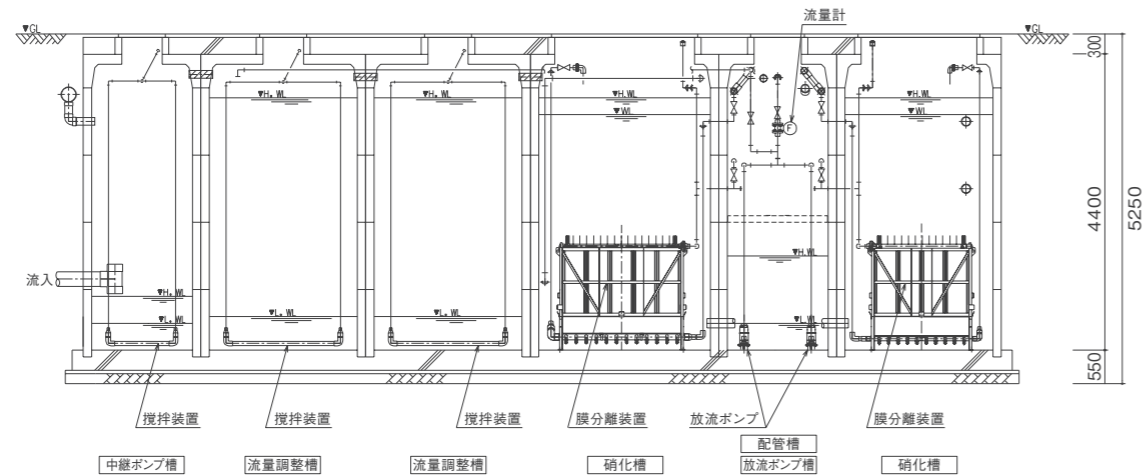 流量計
▼GL
▼GL
300
4400
5250
550
▼H.WL
▼H.WL
▼H.WL
▼H.WL
▼WL
▼WL
F
▼H.WL
流入
▼H.WL
▼L.WL
▼L.WL
▼L.WL
▼L.WL
撹拌装置
撹拌装置
撹拌装置
膜分離装置
放流ポンプ
膜分離装置
中継ポンプ槽
流量調整槽
流量調整槽
硝化槽
配管槽
放流ポンプ槽
硝化槽